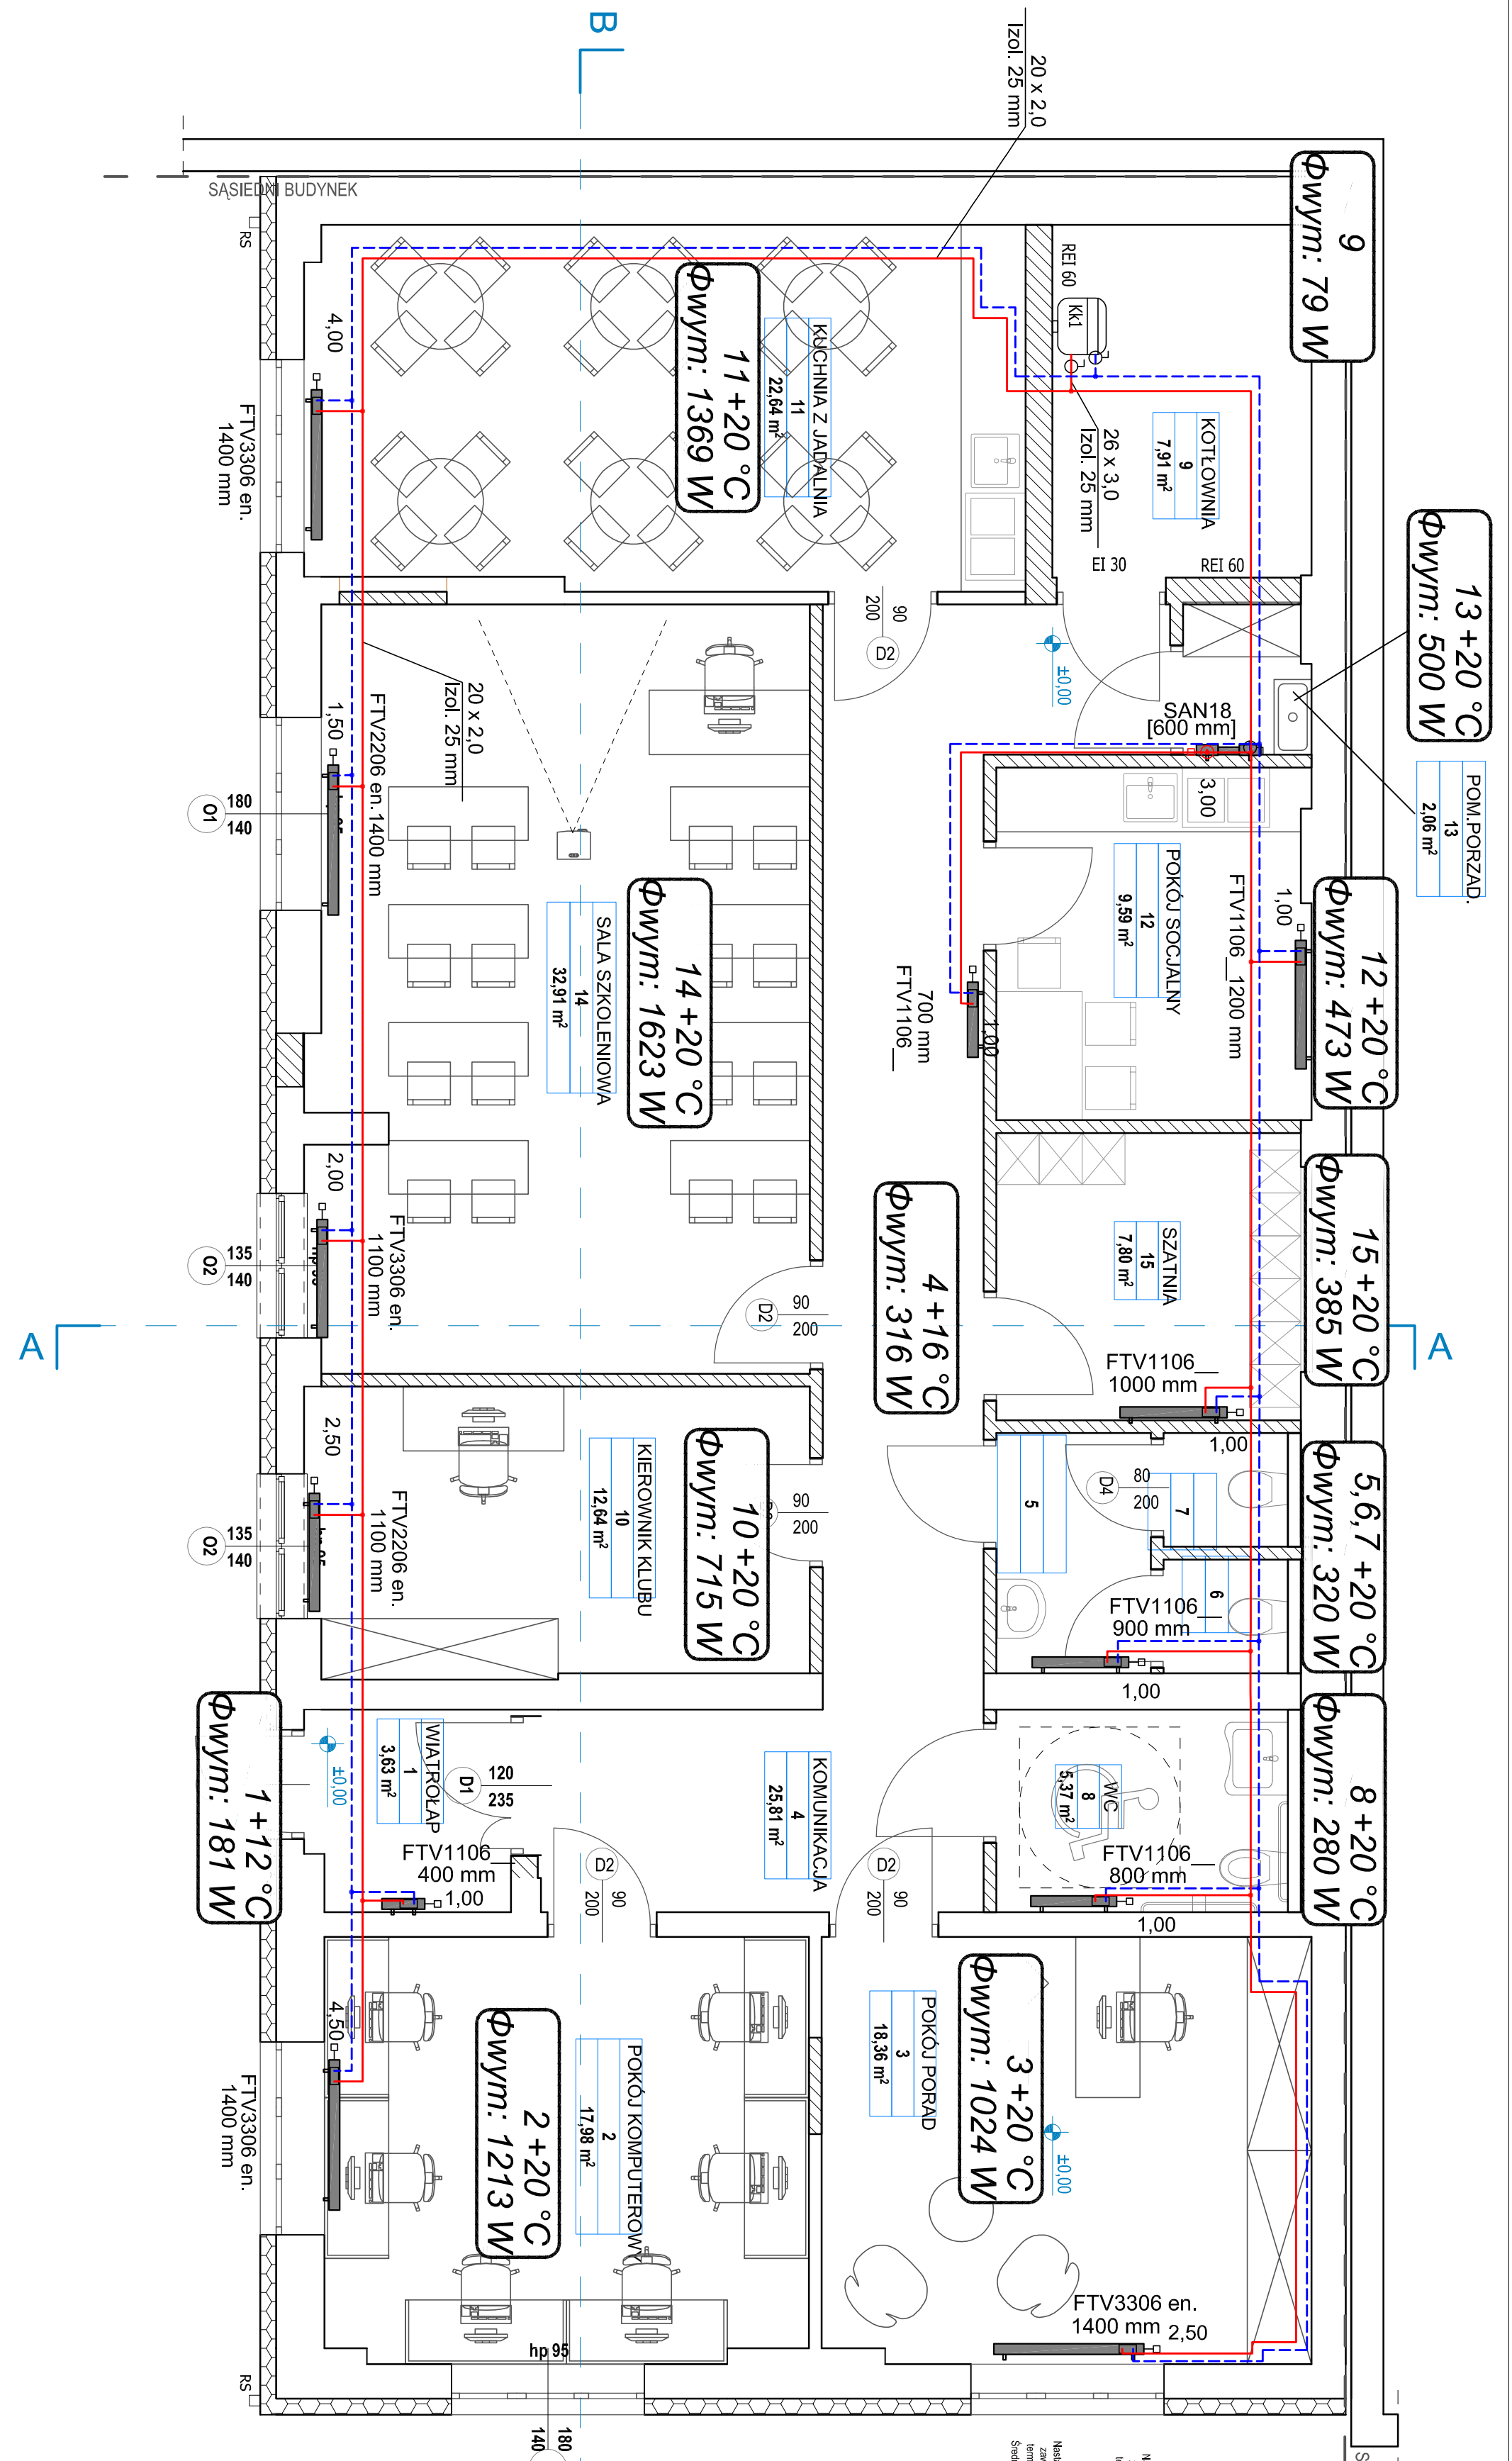 B
20 x 2,0
Izol. 25 mm
SĄSIEDNI BUDYNEK
RS
9
Φwym: 79 W
REI 60
Kk1
KOTŁOWNIA
9
7,91 m²
26 x 3,0
Izol. 25 mm
EI 30
REI 60
11 +20 °C
Φwym: 1369 W
KUCHNIA Z JADALNIA
11
22,64 m²
4,00
FTV3306 en.
1400 mm
13 +20 °C
Φwym: 500 W
POM.PORZAD.
13
2,06 m²
90
200
D2
±0,00
SAN18
[600 mm]
3,00
20 x 2,0
Izol. 25 mm
FTV2206 en.1400 mm
1,50
O1
180
140
POKÓJ SOCJALNY
12
9,59 m²
FTV1106
1200 mm
1,00
12 +20 °C
Φwym: 473 W
700 mm
FTV1106
1,00
14 +20 °C
Φwym: 1623 W
SALA SZKOLENIOWA
14
32,91 m²
2,00
FTV3306 en.
1100 mm
O2
135
140
15 +20 °C
Φwym: 385 W
SZATNIA
15
7,80 m²
4 +16 °C
Φwym: 316 W
D2
90
200
A
A
FTV1106
1000 mm
1,00
2,50
FTV2206 en.
1100 mm
O2
135
140
KIEROWNIK KLUBU
10
12,64 m²
10 +20 °C
Φwym: 715 W
90
200
5
D4
80
200
7
6
5,6,7 +20 °C
Φwym: 320 W
FTV1106
900 mm
1,00
8 +20 °C
Φwym: 280 W
WC
8
5,37 m²
FTV1106
800 mm
1,00
1 +12 °C
Φwym: 181 W
±0,00
WIATROŁAP
1
3,63 m²
D1
120
235
FTV1106
400 mm
1,00
KOMUNIKACJA
4
25,81 m²
D2
90
200
D2
90
200
3 +20 °C
Φwym: 1024 W
POKÓJ PORAD
3
18,36 m²
±0,00
4,50
FTV3306 en.
1400 mm
2 +20 °C
Φwym: 1213 W
POKÓJ KOMPUTEROWY
2
17,98 m²
FTV3306 en.
1400 mm
2,50
hp 95
180
140
RS